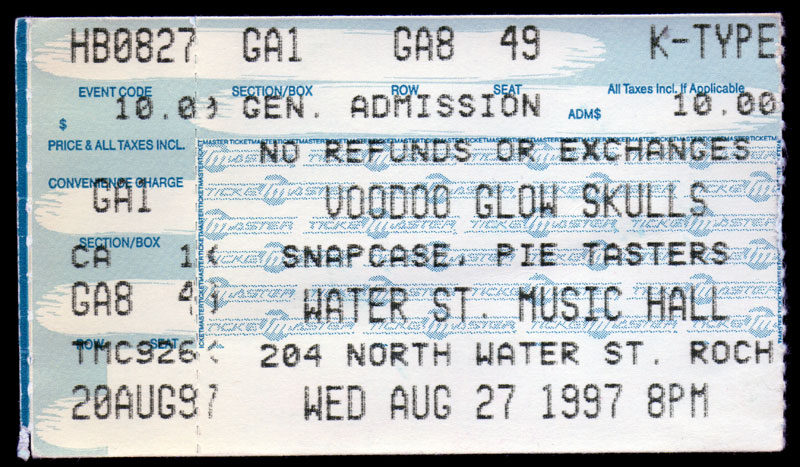 HB0827 GA1 GA8 49 K-TYPE
EVENT CODE SECTION/BOX ROW SEAT All Taxes Incl. If Applicable
$ 10.00 GEN. ADMISSION ADM$ 10.00
PRICE & ALL TAXES INCL. NO REFUNDS OR EXCHANGES
CONVENIENCE CHARGE
GA1 VOODOO GLOW SKULLS
SECTION/BOX
CA SNAPCASE, PIE TASTERS
GA8 WATER ST. MUSIC HALL
ROW SEAT
TMC926 204 NORTH WATER ST. ROCH
20AUG97 WED AUG 27 1997 8PM
TICKETMASTER